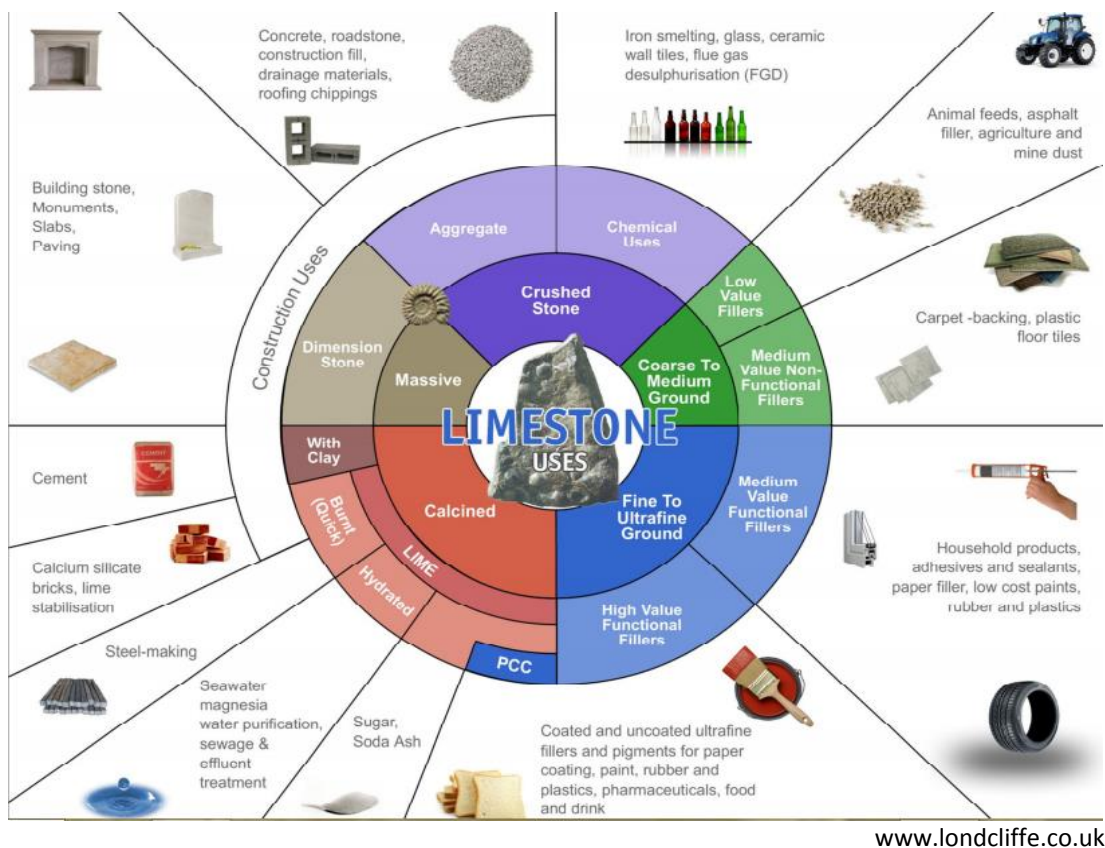 Concrete, roadstone,
construction fill,
drainage materials,
roofing chippings
Iron smelting, glass, ceramic
wall tiles, flue gas
desulphurisation (FGD)
Animal feeds, asphalt
filler, agriculture and
mine dust
Building stone,
Monuments,
Slabs,
Paving
Construction Uses
Aggregate
Chemical
Uses
Crushed
Stone
Low
Value
Fillers
Carpet -backing, plastic
floor tiles
Dimension
Stone
Massive
Coarse To
Medium
Ground
Medium
Value Non-
Functional
Fillers
LIMESTONE
USES
With
Clay
Calcined
Fine To
Ultrafine
Ground
Medium
Value
Functional
Fillers
Cement
CEMENT
Burnt
(Quick)
LIME
Hydrated
High Value
Functional
Fillers
PCC
Household products,
adhesives and sealants,
paper filler, low cost paints,
rubber and plastics
Calcium silicate
bricks, lime
stabilisation
Steel-making
Seawater
magnesia
water purification,
sewage &
effluent
treatment
Sugar,
Soda Ash
Coated and uncoated ultrafine
fillers and pigments for paper
coating, paint, rubber and
plastics, pharmaceuticals, food
and drink
www.londcliffe.co.uk